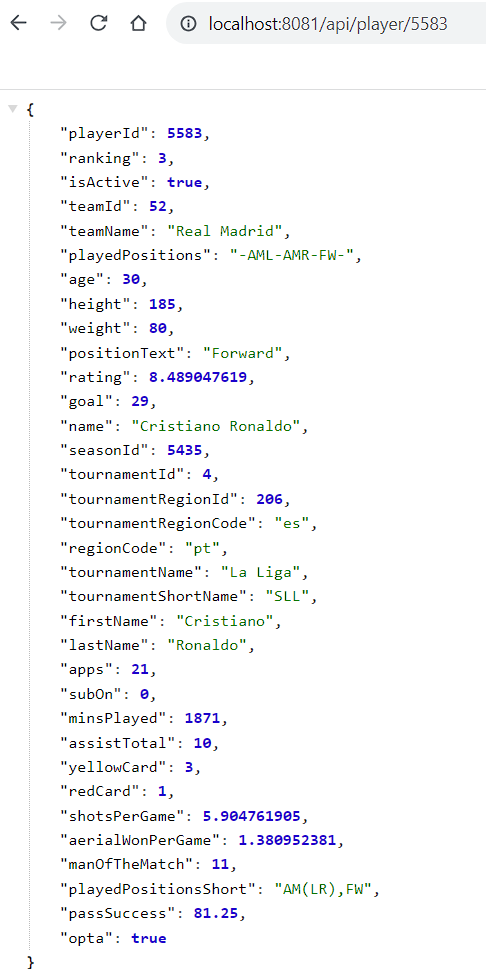 localhost:8081/api/player/5583
{
"playerId": 5583,
"ranking": 3,
"isActive": true,
"teamId": 52,
"teamName": "Real Madrid",
"playedPositions": "-AML-AMR-FW-",
"age": 30,
"height": 185,
"weight": 80,
"positionText": "Forward",
"rating": 8.489047619,
"goal": 29,
"name": "Cristiano Ronaldo",
"seasonId": 5435,
"tournamentId": 4,
"tournamentRegionId": 206,
"tournamentRegionCode": "es",
"regionCode": "pt",
"tournamentName": "La Liga",
"tournamentShortName": "SLL",
"firstName": "Cristiano",
"lastName": "Ronaldo",
"apps": 21,
"subOn": 0,
"minsPlayed": 1871,
"assistTotal": 10,
"yellowCard": 3,
"redCard": 1,
"shotsPerGame": 5.904761905,
"aerialWonPerGame": 1.380952381,
"manOfTheMatch": 11,
"playedPositionsShort": "AM(LR),FW",
"passSuccess": 81.25,
"opta": true
}